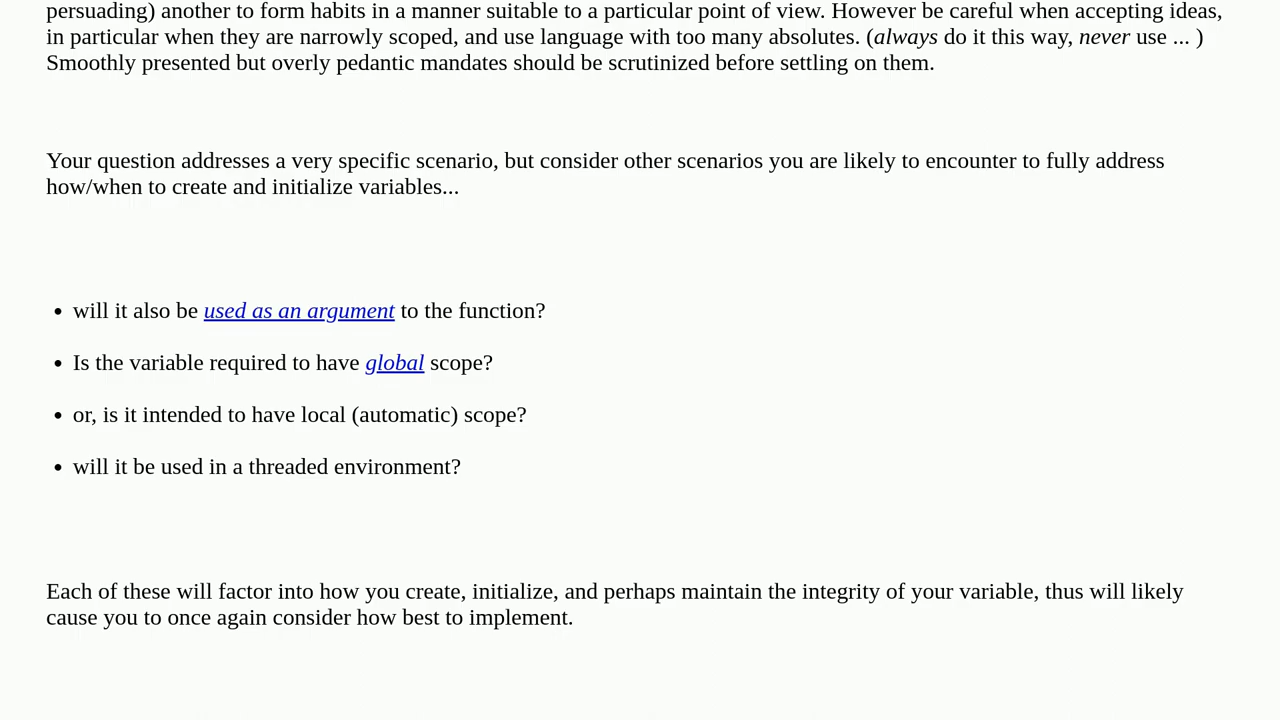 persuading) another to form habits in a manner suitable to a particular point of view. However be careful when accepting ideas,
in particular when they are narrowly scoped, and use language with too many absolutes. (always do it this way, never use ... )
Smoothly presented but overly pedantic mandates should be scrutinized before settling on them.
Your question addresses a very specific scenario, but consider other scenarios you are likely to encounter to fully address
how/when to create and initialize variables...
• will it also be used as an argument to the function?
• Is the variable required to have global scope?
• or, is it intended to have local (automatic) scope?
• will it be used in a threaded environment?
Each of these will factor into how you create, initialize, and perhaps maintain the integrity of your variable, thus will likely
cause you to once again consider how best to implement.